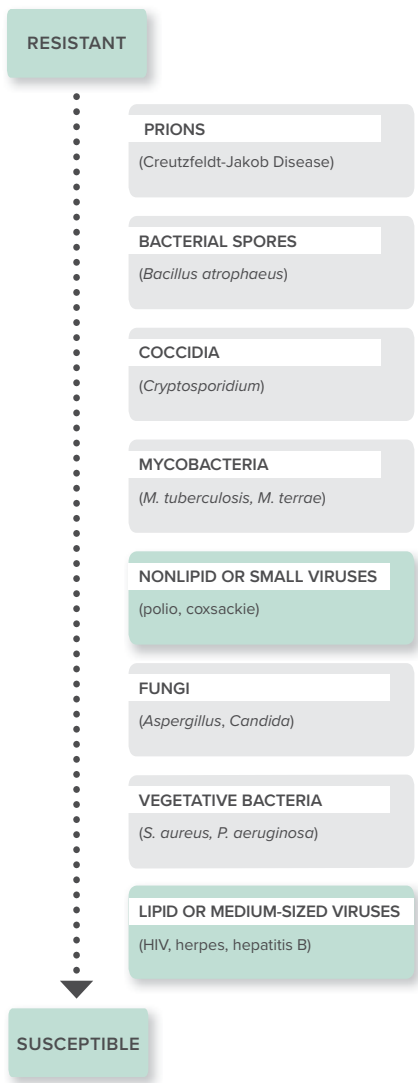 RESISTANT
PRIONS
(Creutzfeldt-Jakob Disease)
BACTERIAL SPORES
(Bacillus atrophaeus)
COCCIDIA
(Cryptosporidium)
MYCOBACTERIA
(M. tuberculosis, M. terrae)
NONLIPID OR SMALL VIRUSES
(polio, coxsackie)
FUNGI
(Aspergillus, Candida)
VEGETATIVE BACTERIA
(S. aureus, P. aeruginosa)
LIPID OR MEDIUM-SIZED VIRUSES
(HIV, herpes, hepatitis B)
SUSCEPTIBLE